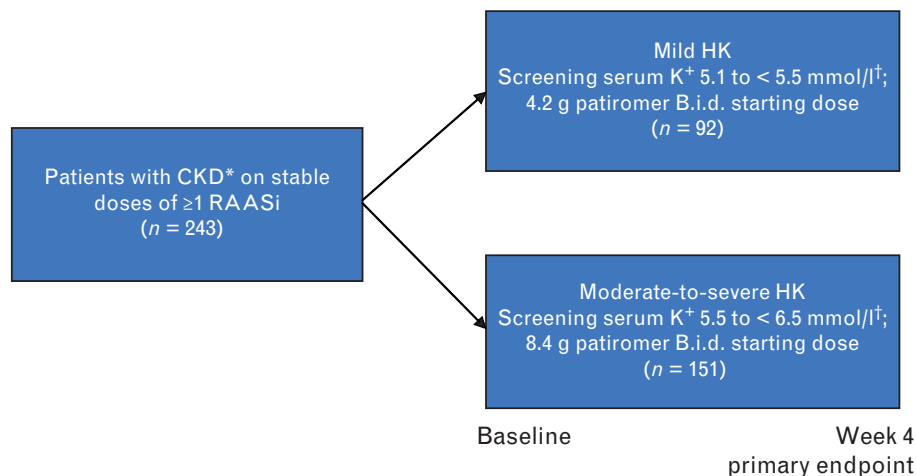 Patients with CKD* on stable
doses of ≥1 RAASi
(n = 243)
Mild HK
Screening serum K⁺ 5.1 to < 5.5 mmol/l†;
4.2 g patiromer B.i.d. starting dose
(n = 92)
Moderate-to-severe HK
Screening serum K⁺ 5.5 to < 6.5 mmol/l†;
8.4 g patiromer B.i.d. starting dose
(n = 151)
Baseline
Week 4
primary endpoint